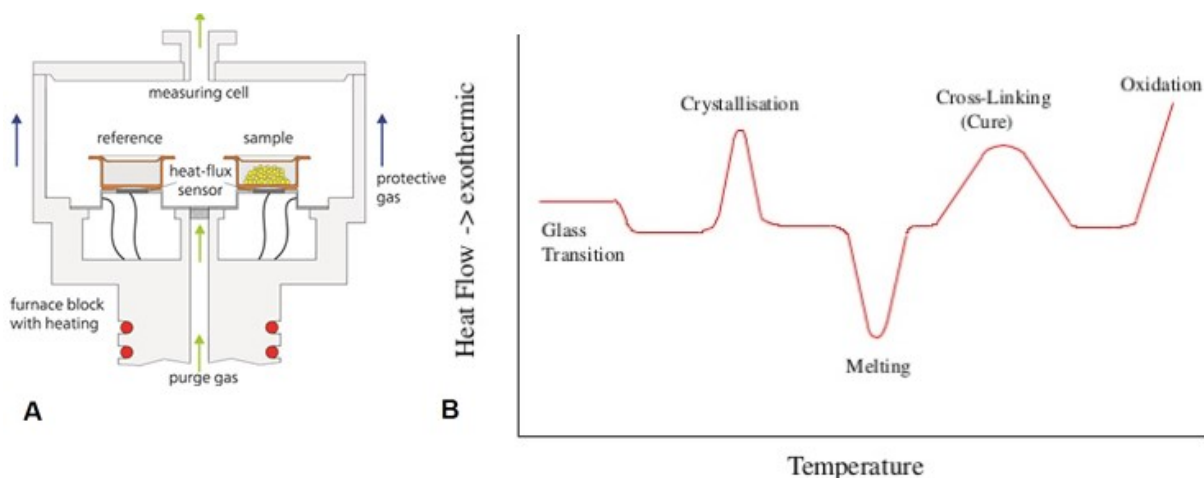 measuring cell
reference
sample
heat-flux
sensor
protective
gas
furnace block
with heating
purge gas
A
Heat Flow -> exothermic
Glass
Transition
Crystallisation
Melting
Cross-Linking
(Cure)
Oxidation
B
Temperature